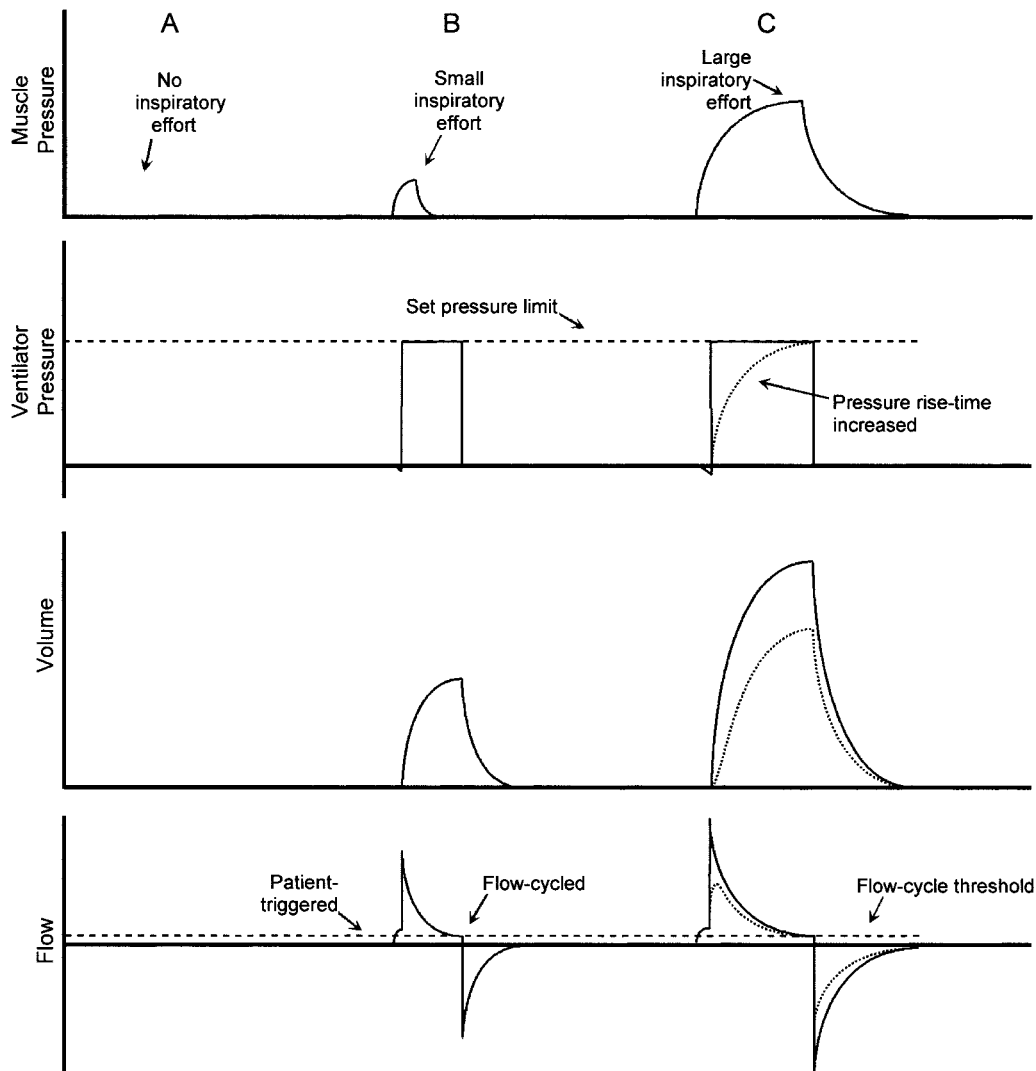 A
B
C
Muscle
Pressure
No
inspiratory
effort
Small
inspiratory
effort
Large
inspiratory
effort
Ventilator
Pressure
Set pressure limit
Pressure rise-time
increased
Volume
Flow
Patient-
triggered
Flow-cycled
Flow-cycle threshold